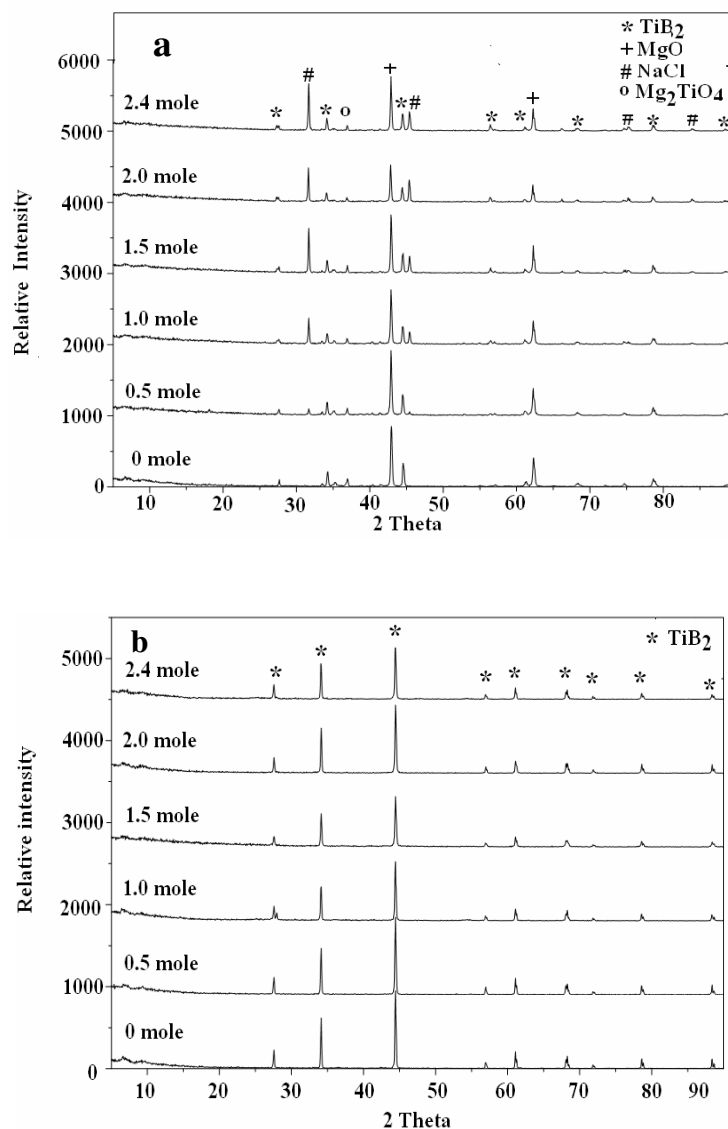 a
* TiB2
+ MgO
# NaCl
o Mg2TiO4
Relative Intensity
6000
5000
4000
3000
2000
1000
0
2.4 mole
2.0 mole
1.5 mole
1.0 mole
0.5 mole
0 mole
* # * o + * # * * + * # * # *
10 20 30 40 50 60 70 80
2 Theta
b
* TiB2
Relative intensity
5000
4000
3000
2000
1000
0
2.4 mole
2.0 mole
1.5 mole
1.0 mole
0.5 mole
0 mole
* * * * * * * * *
10 20 30 40 50 60 70 80 90
2 Theta